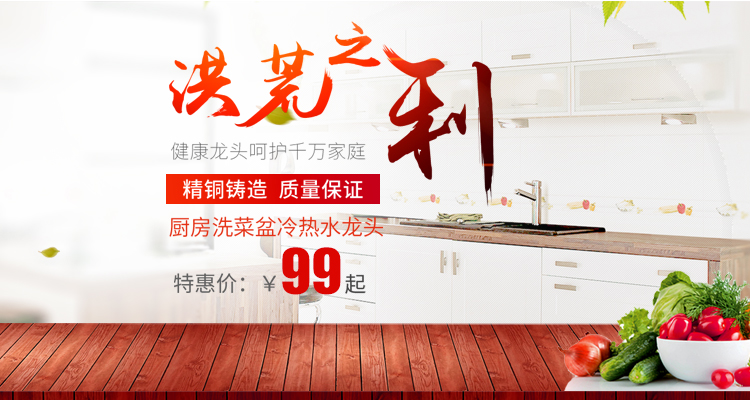 洪荒之利
健康龙头呵护千万家庭
精铜铸造 质量保证
厨房洗菜盆冷热水龙头
特惠价：￥99起